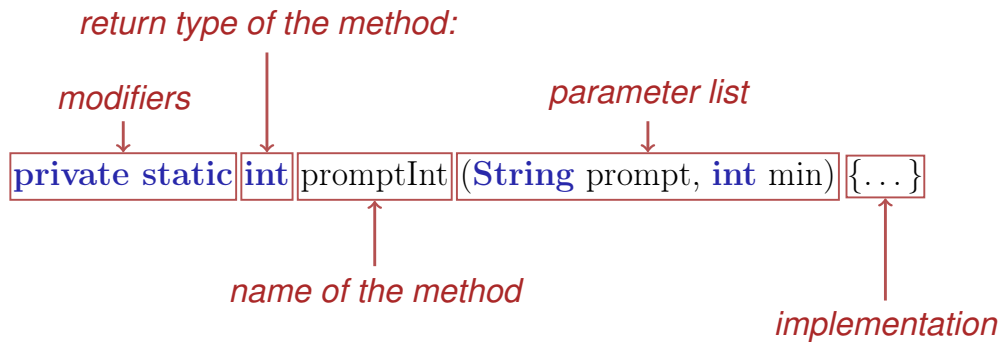 return type of the method:
modifiers
parameter list
private static int promptInt (String prompt, int min) {...}
name of the method
implementation